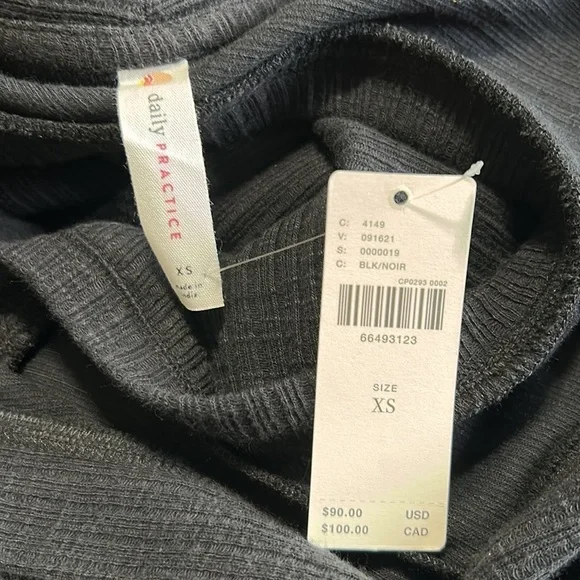 daily PRACTICE
XS
made in
India
C: 4149
V: 091621
S: 0000019
C: BLK/NOIR
CP0293 0002
66493123
SIZE
XS
$90.00 USD
$100.00 CAD